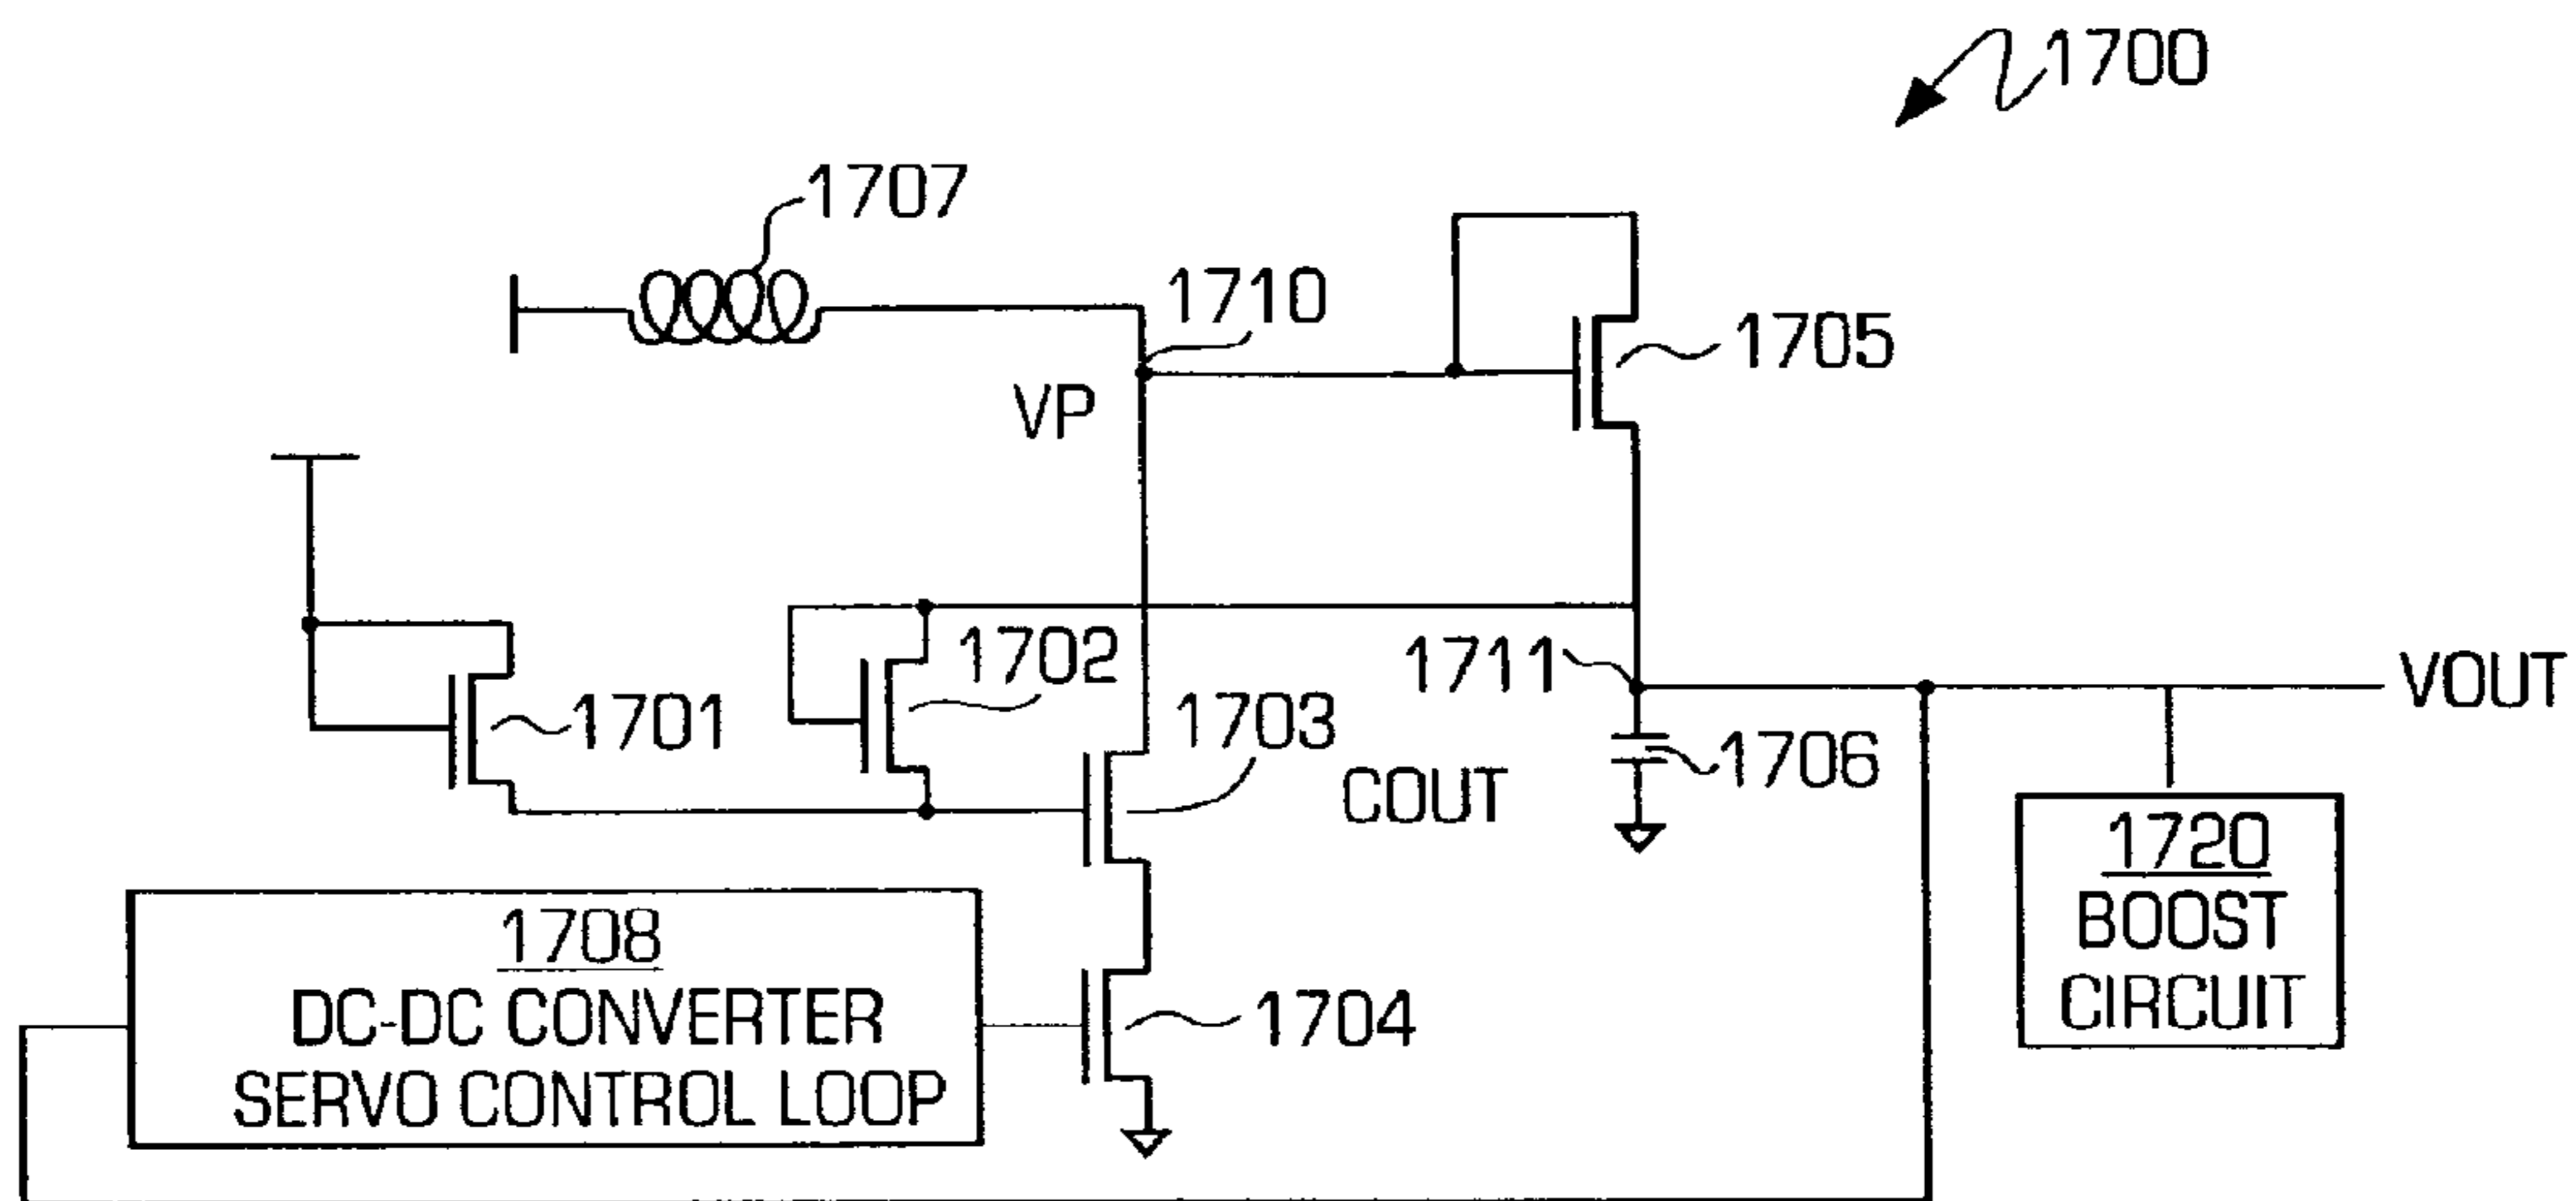 1700
1707
1710
1705
VP
1702
1711
VOUT
1701
1703
1706
COUT
1720
BOOST
CIRCUIT
1708
DC-DC CONVERTER
SERVO CONTROL LOOP
1704